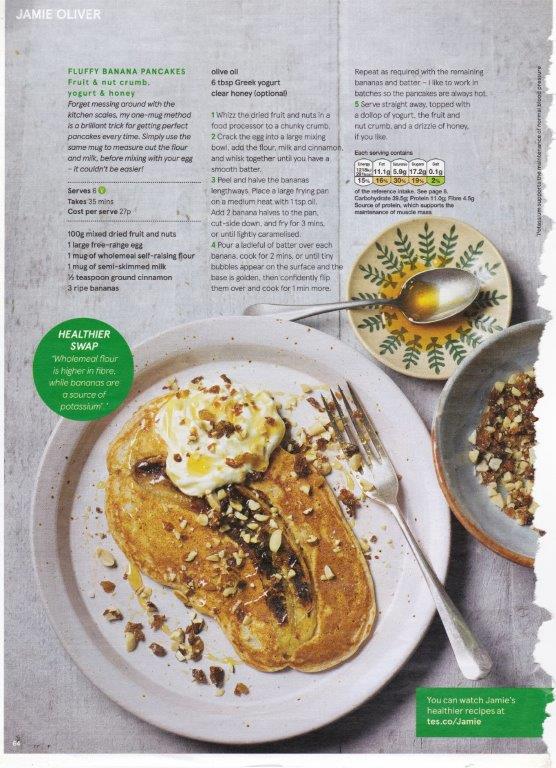 JAMIE OLIVER
FLUFFY BANANA PANCAKES
Fruit & nut crumb,
yogurt & honey
Forget messing around with the
kitchen scales, my one-mug method
is a brilliant trick for getting perfect
pancakes every time. Simply use the
same mug to measure out the flour
and milk, before mixing with your egg
– it couldn't be easier!
Serves 6
Takes 35 mins
Cost per serve 27p
100g mixed dried fruit and nuts
1 large free-range egg
1 mug of wholemeal self-raising flour
1 mug of semi-skimmed milk
½ teaspoon ground cinnamon
3 ripe bananas
olive oil
6 tbsp Greek yogurt
clear honey (optional)
1 Whizz the dried fruit and nuts in a
food processor to a chunky crumb.
2 Crack the egg into a large mixing
bowl, add the flour, milk and cinnamon,
and whisk together until you have a
smooth batter.
3 Peel and halve the bananas
lengthways. Place a large frying pan
on a medium heat with 1 tsp oil.
Add 2 banana halves to the pan,
cut-side down, and fry for 3 mins,
or until lightly caramelised.
4 Pour a ladleful of batter over each
banana, cook for 2 mins, or until tiny
bubbles appear on the surface and the
base is golden, then confidently flip
them over and cook for 1 min more.
Repeat as required with the remaining
bananas and batter – I like to work in
batches so the pancakes are always hot.
5 Serve straight away, topped with
a dollop of yogurt, the fruit and
nut crumb, and a drizzle of honey,
if you like.
Each serving contains
Energy Fat Saturates Sugars Salt
11.1g 5.9g 17.2g 0.1g
15% 16% 30% 19% 2%
of the reference intake. See page 6.
Carbohydrate 39.5g Protein 11.0g Fibre 4.5g
Source of protein, which supports the
maintenance of muscle mass
*Potassium supports the maintenance of normal blood pressure
HEALTHIER
SWAP
"Wholemeal flour
is higher in fibre,
while bananas are
a source of
potassium*."
You can watch Jamie's
healthier recipes at
tes.co/Jamie
64